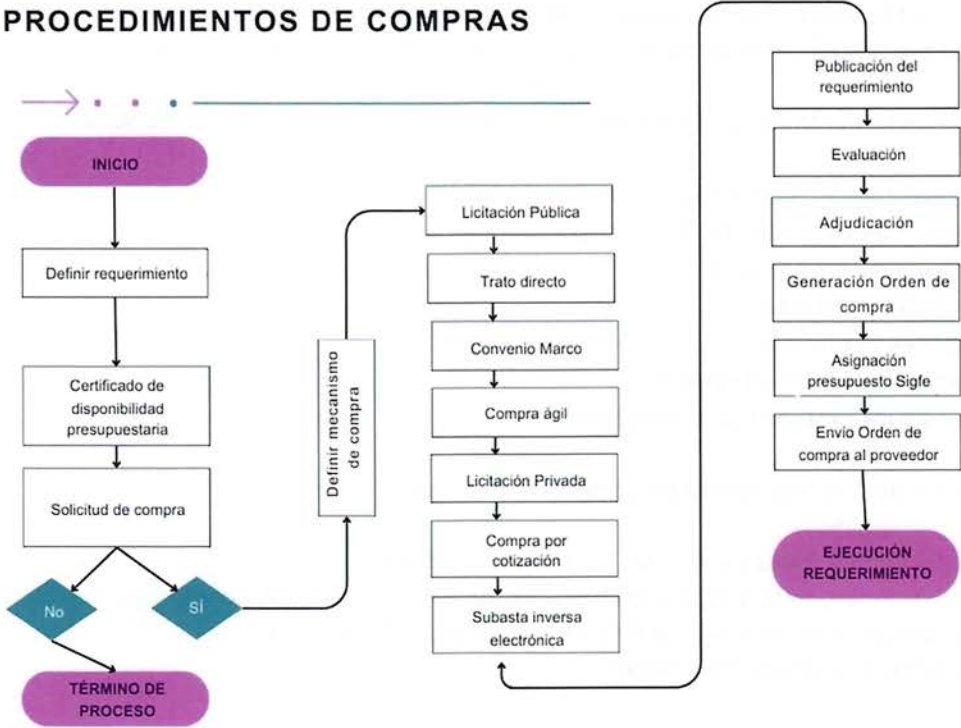 PROCEDIMIENTOS DE COMPRAS
INICIO
Definir requerimiento
Certificado de
disponibilidad
presupuestaria
Solicitud de compra
No
SÍ
TÉRMINO DE
PROCESO
Definir mecanismo
de compra
Licitación Pública
Trato directo
Convenio Marco
Compra ágil
Licitación Privada
Compra por
cotización
Subasta inversa
electrónica
Publicación del
requerimiento
Evaluación
Adjudicación
Generación Orden de
compra
Asignación
presupuesto Sigfe
Envío Orden de
compra al proveedor
EJECUCIÓN
REQUERIMIENTO